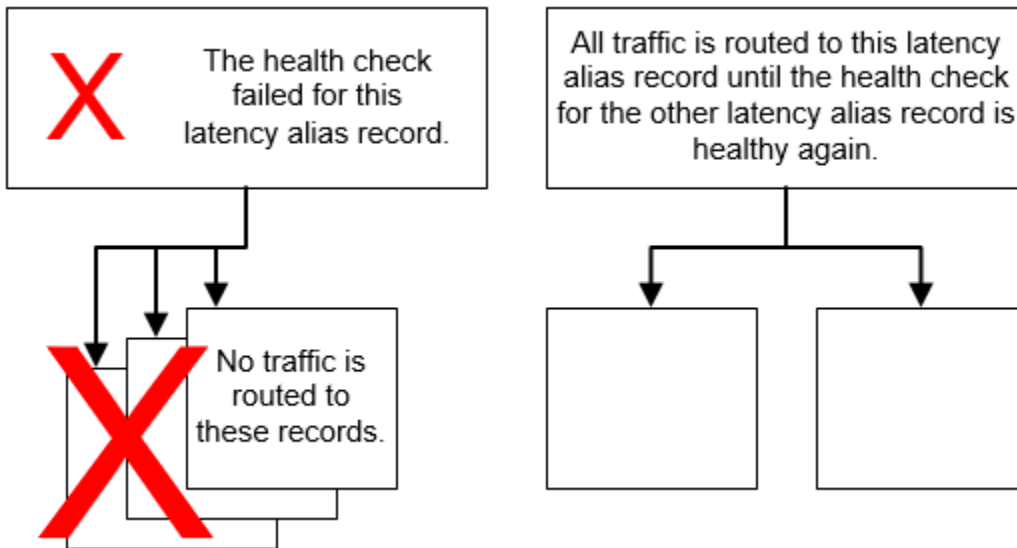 The health check
failed for this
latency alias record.
All traffic is routed to this latency
alias record until the health check
for the other latency alias record is
healthy again.
No traffic is
routed to
these records.